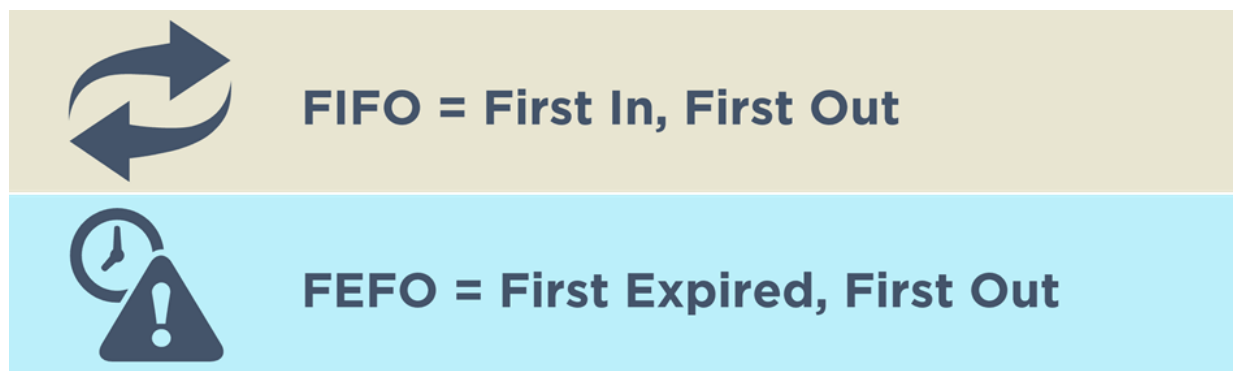 FIFO = First In, First Out
FEFO = First Expired, First Out